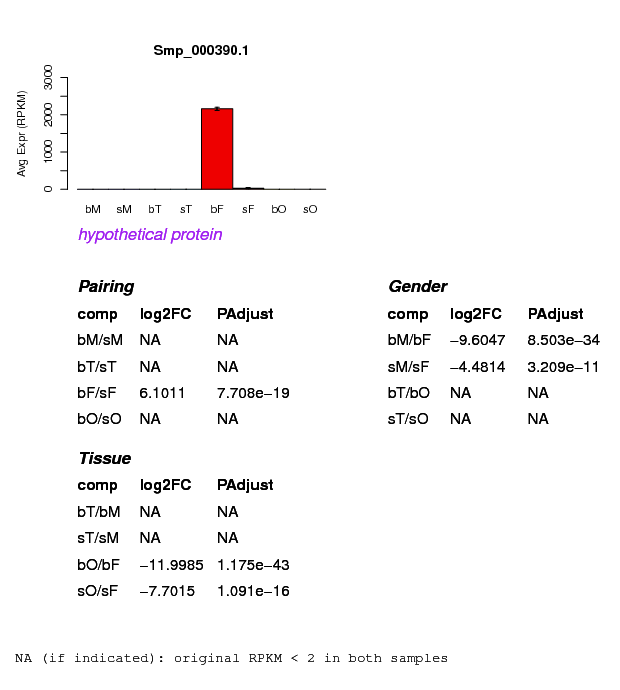 Smp_000390.1
Avg Expr (RPKM)
3000
2000
1000
0
bM sM bT sT bF sF bO sO
hypothetical protein
Pairing
comp log2FC PAdjust
bM/sM NA NA
bT/sT NA NA
bF/sF 6.1011 7.708e−19
bO/sO NA NA
Gender
comp log2FC PAdjust
bM/bF −9.6047 8.503e−34
sM/sF −4.4814 3.209e−11
bT/bO NA NA
sT/sO NA NA
Tissue
comp log2FC PAdjust
bT/bM NA NA
sT/sM NA NA
bO/bF −11.9985 1.175e−43
sO/sF −7.7015 1.091e−16
NA (if indicated): original RPKM < 2 in both samples